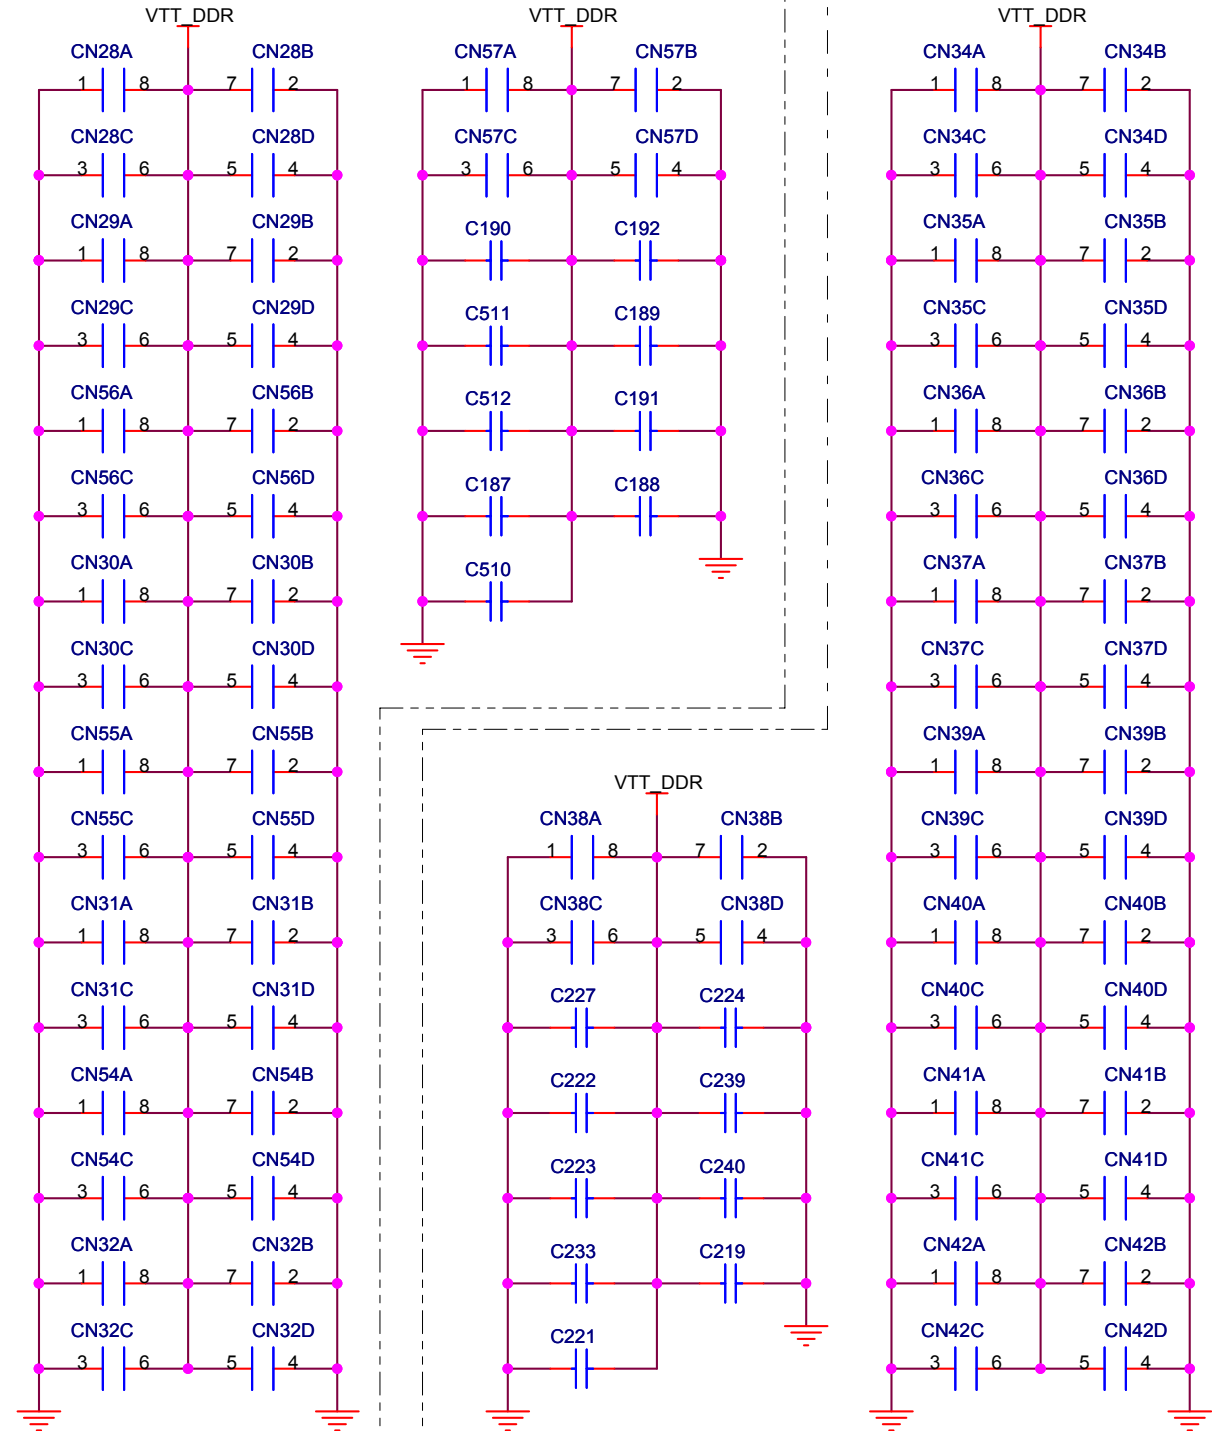 VTT_DDR
CN28A CN28B
1 8 7 2
CN28C CN28D
3 6 5 4
CN29A CN29B
1 8 7 2
CN29C CN29D
3 6 5 4
CN56A CN56B
1 8 7 2
CN56C CN56D
3 6 5 4
CN30A CN30B
1 8 7 2
CN30C CN30D
3 6 5 4
CN55A CN55B
1 8 7 2
CN55C CN55D
3 6 5 4
CN31A CN31B
1 8 7 2
CN31C CN31D
3 6 5 4
CN54A CN54B
1 8 7 2
CN54C CN54D
3 6 5 4
CN32A CN32B
1 8 7 2
CN32C CN32D
3 6 5 4
VTT_DDR
CN57A CN57B
1 8 7 2
CN57C CN57D
3 6 5 4
C190 C192
C511 C189
C512 C191
C187 C188
C510
VTT_DDR
CN38A CN38B
1 8 7 2
CN38C CN38D
3 6 5 4
C227 C224
C222 C239
C223 C240
C233 C219
C221
VTT_DDR
CN34A CN34B
1 8 7 2
CN34C CN34D
3 6 5 4
CN35A CN35B
1 8 7 2
CN35C CN35D
3 6 5 4
CN36A CN36B
1 8 7 2
CN36C CN36D
3 6 5 4
CN37A CN37B
1 8 7 2
CN37C CN37D
3 6 5 4
CN39A CN39B
1 8 7 2
CN39C CN39D
3 6 5 4
CN40A CN40B
1 8 7 2
CN40C CN40D
3 6 5 4
CN41A CN41B
1 8 7 2
CN41C CN41D
3 6 5 4
CN42A CN42B
1 8 7 2
CN42C CN42D
3 6 5 4